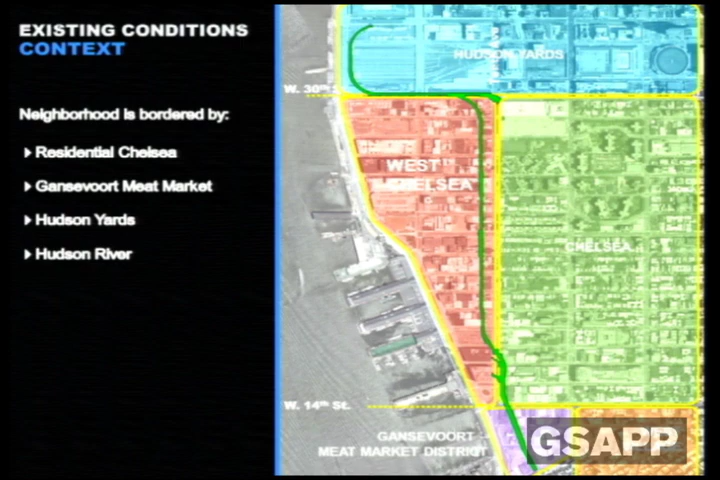 EXISTING CONDITIONS
CONTEXT
Neighborhood is bordered by:
Residential Chelsea
Gansevoort Meat Market
Hudson Yards
Hudson River
HUDSON YARDS
W. 30th
WEST
CHELSEA
CHELSEA
W. 14th St.
GANSEVOORT
MEAT MARKET DISTRICT
GSAPP